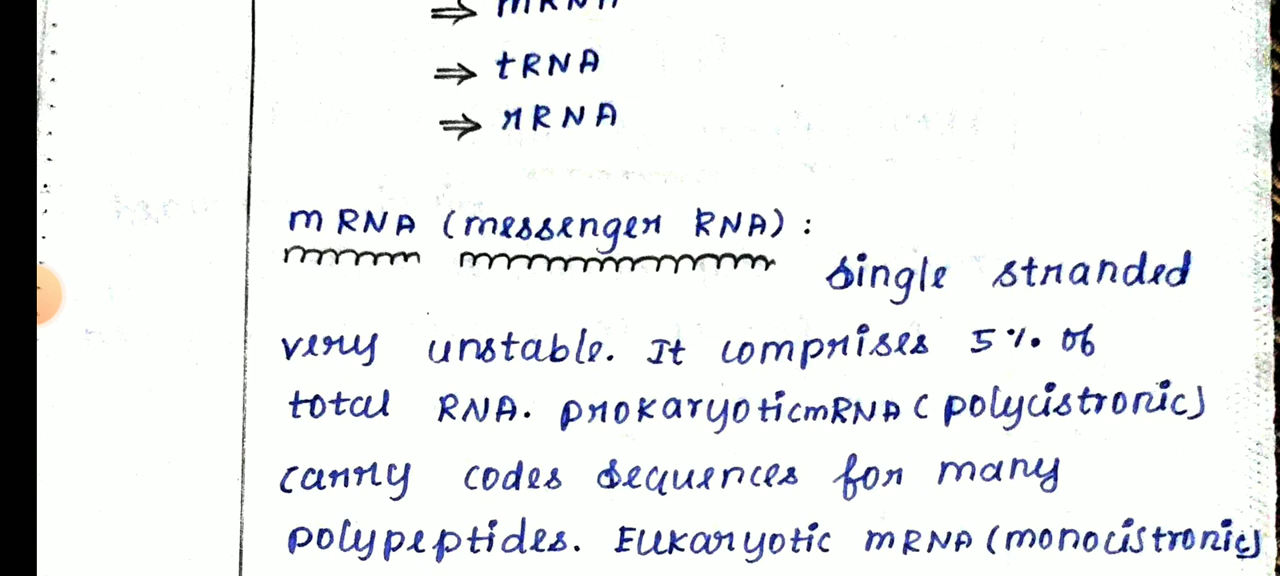 ⇒ mRNA
⇒ tRNA
⇒ rRNA
mRNA (messenger RNA) :
single stranded
very unstable. It comprises 5% of
total RNA. prokaryoticmRNA (polycistronic)
carry codes sequences for many
polypeptides. Eukaryotic mRNA (monocistronic)